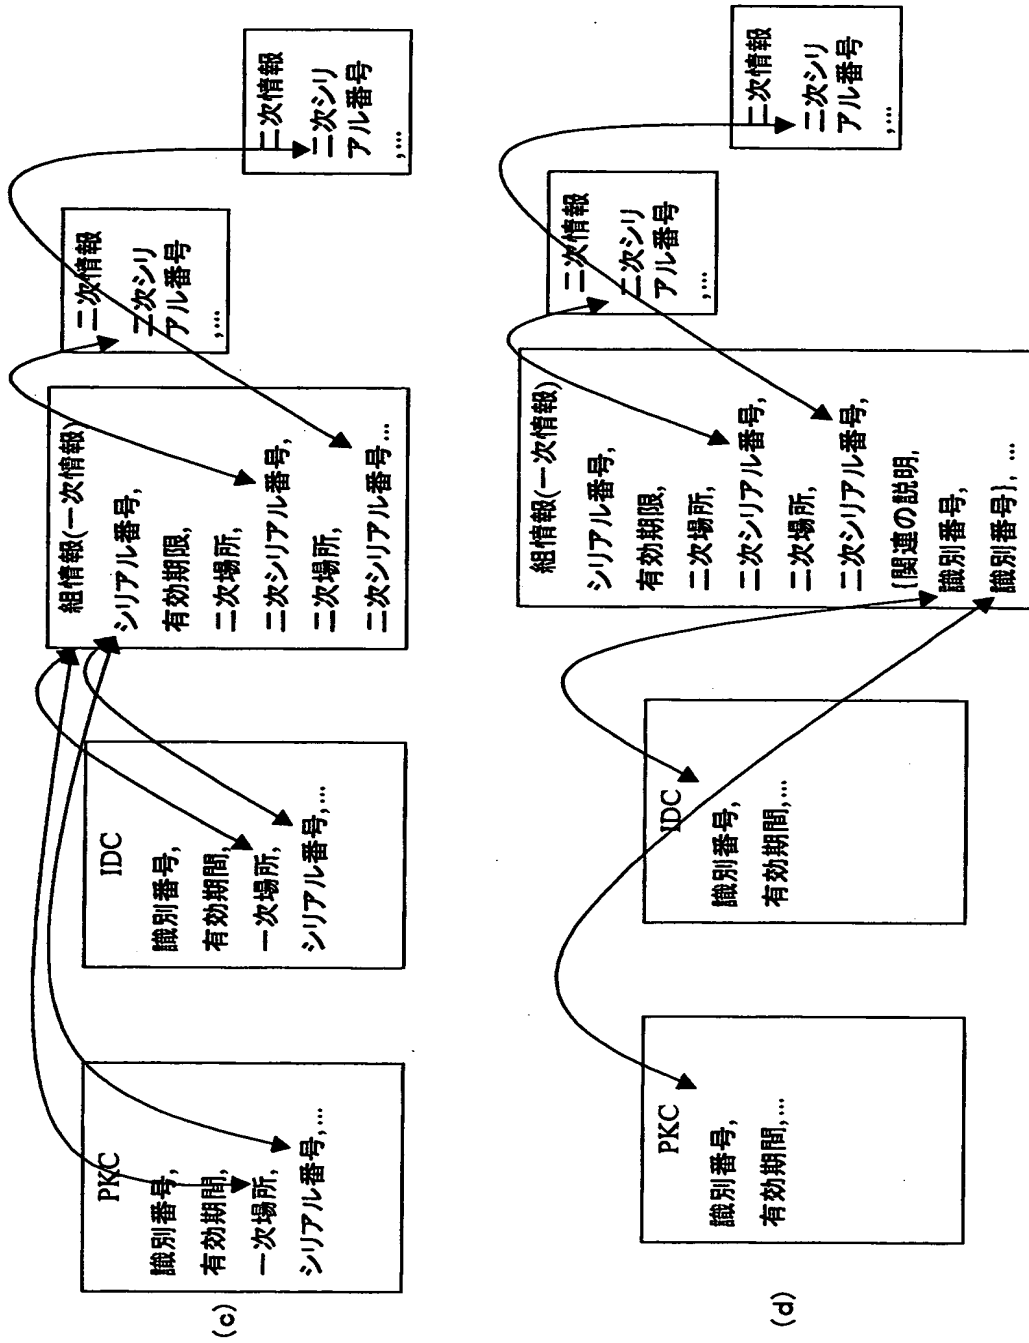 (c)
PKC
識別番号,
有効期間,
一次場所,
シリアル番号,...
IDC
識別番号,
有効期間,
一次場所,
シリアル番号,...
組情報(一次情報)
シリアル番号,
有効期限,
二次場所,
二次シリアル番号,
二次場所,
二次シリアル番号...
二次情報
二次シリ
アル番号
,...
二次情報
二次シリ
アル番号
,...
(d)
PKC
識別番号,
有効期間,...
IDC
識別番号,
有効期間,...
組情報(一次情報)
シリアル番号,
有効期限,
二次場所,
二次シリアル番号,
二次場所,
二次シリアル番号,
{関連の説明,
識別番号,
識別番号}, ...
二次情報
二次シリ
アル番号
,...
二次情報
二次シリ
アル番号
,...